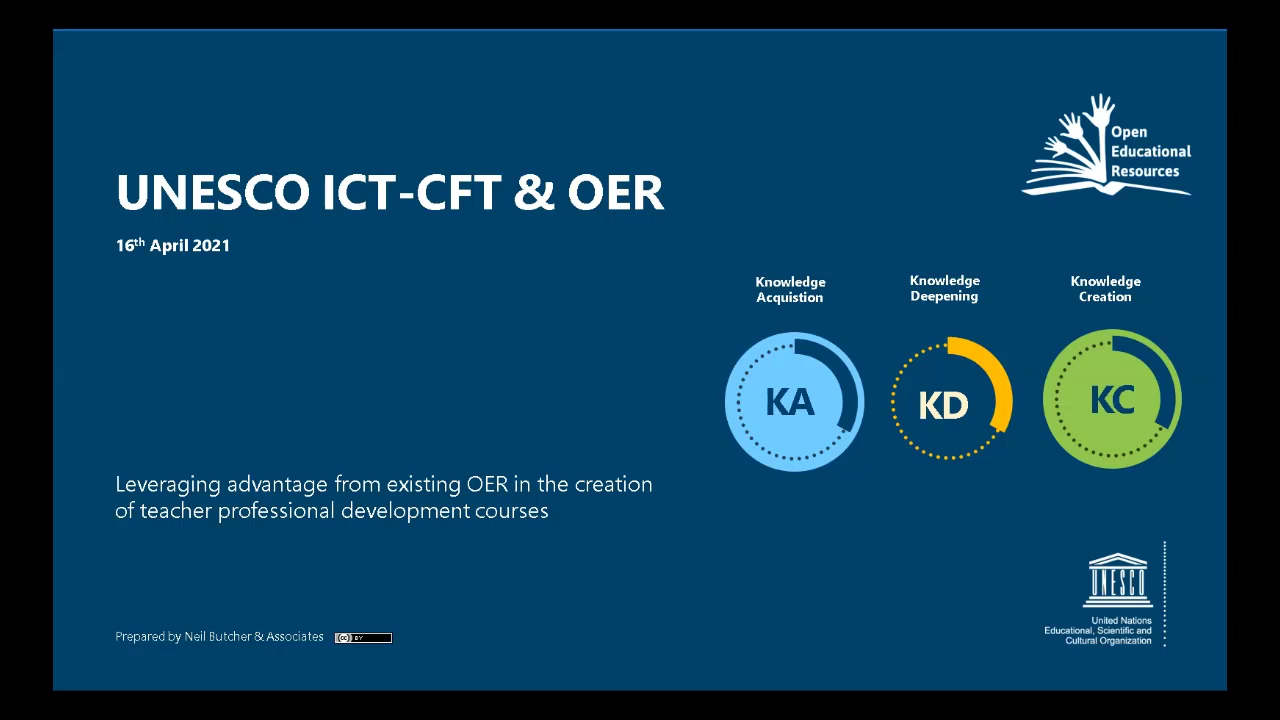 UNESCO ICT-CFT & OER
16th April 2021
Open
Educational
Resources
Knowledge
Acquistion
Knowledge
Deepening
Knowledge
Creation
KA
KD
KC
Leveraging advantage from existing OER in the creation
of teacher professional development courses
UNESCO
United Nations
Educational, Scientific and
Cultural Organization
Prepared by Neil Butcher & Associates
cc BY